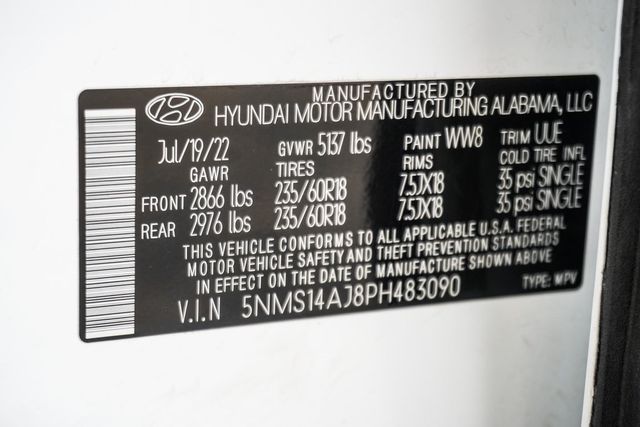 MANUFACTURED BY
HYUNDAI MOTOR MANUFACTURING ALABAMA, LLC
Jul/19/22 GVWR 5137 lbs PAINT WW8 TRIM UUE
GAWR TIRES RIMS COLD TIRE INFL
FRONT 2866 lbs 235/60R18 7.5JX18 35 psi SINGLE
REAR 2976 lbs 235/60R18 7.5JX18 35 psi SINGLE
THIS VEHICLE CONFORMS TO ALL APPLICABLE U.S.A. FEDERAL
MOTOR VEHICLE SAFETY AND THEFT PREVENTION STANDARDS
IN EFFECT ON THE DATE OF MANUFACTURE SHOWN ABOVE
V.I.N 5NMS14AJ8PH483090 TYPE: MPV